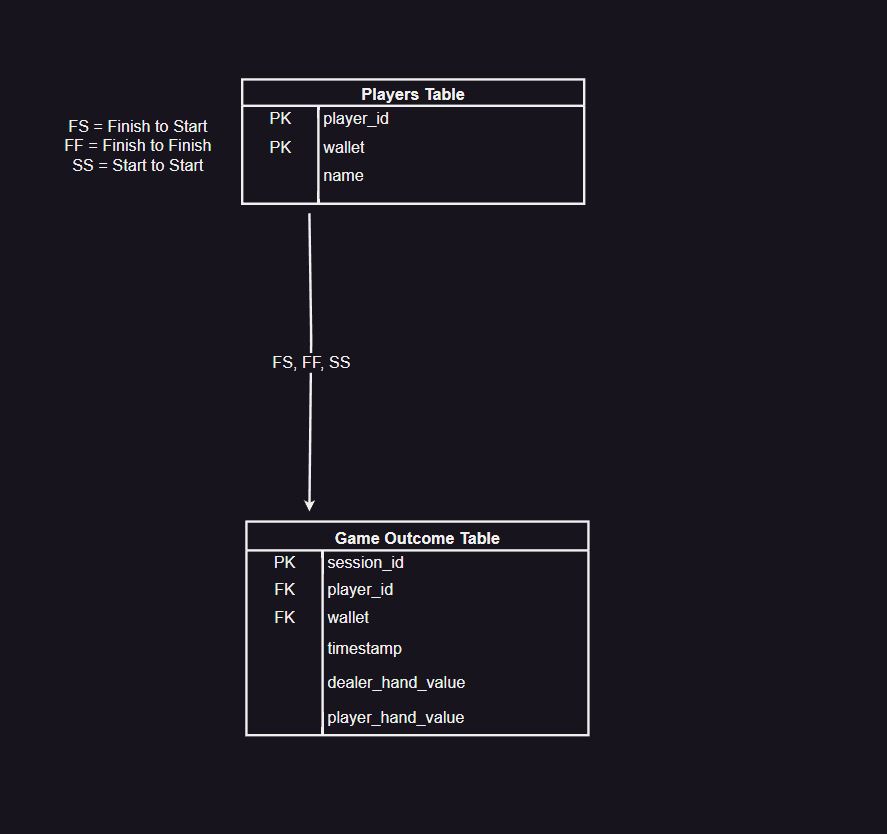 Players Table
FS = Finish to Start
FF = Finish to Finish
SS = Start to Start
PK player_id
PK wallet
name
FS, FF, SS
Game Outcome Table
PK session_id
FK player_id
FK wallet
timestamp
dealer_hand_value
player_hand_value